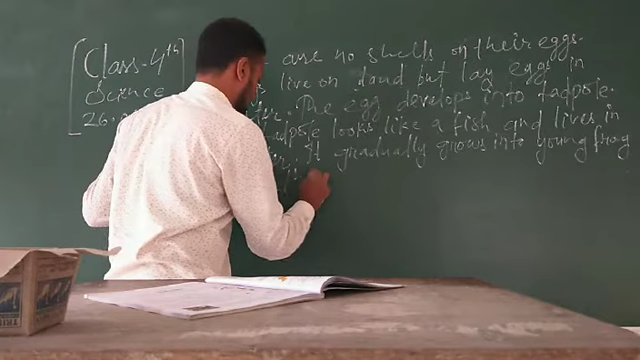 Class-4th
Science
26.
are no shells on their eggs.
live on land but lay eggs in
The egg develops into tadpole.
tadpole looks like a fish and lives in
It gradually grows into young frog